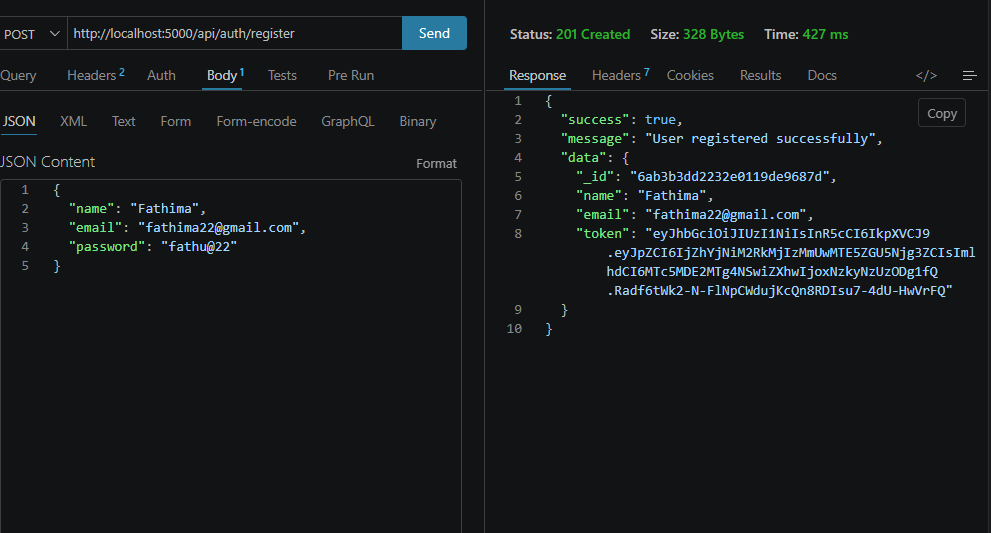 POST http://localhost:5000/api/auth/register Send
Query Headers 2 Auth Body 1 Tests Pre Run
JSON XML Text Form Form-encode GraphQL Binary
JSON Content Format
1 {
2 "name": "Fathima",
3 "email": "fathima22@gmail.com",
4 "password": "fathu@22"
5 }
Status: 201 Created Size: 328 Bytes Time: 427 ms
Response Headers 7 Cookies Results Docs </>
Copy
1 {
2 "success": true,
3 "message": "User registered successfully",
4 "data": {
5 "_id": "6ab3b3dd2232e0119de9687d",
6 "name": "Fathima",
7 "email": "fathima22@gmail.com",
8 "token": "eyJhbGciOiJIUzI1NiIsInR5cCI6IkpXVCJ9
.eyJpZCI6IjZhYjNiM2RkMjIzMmUwMTE5ZGU5Njg3ZCIsIml
hdCI6MTc5MDE2MTg4NSwiZXhwIjoxNzkyNzUzODg1fQ
.Radf6tWk2-N-FlNpCWdujKcQn8RDIsu7-4dU-HwVrFQ"
9 }
10 }